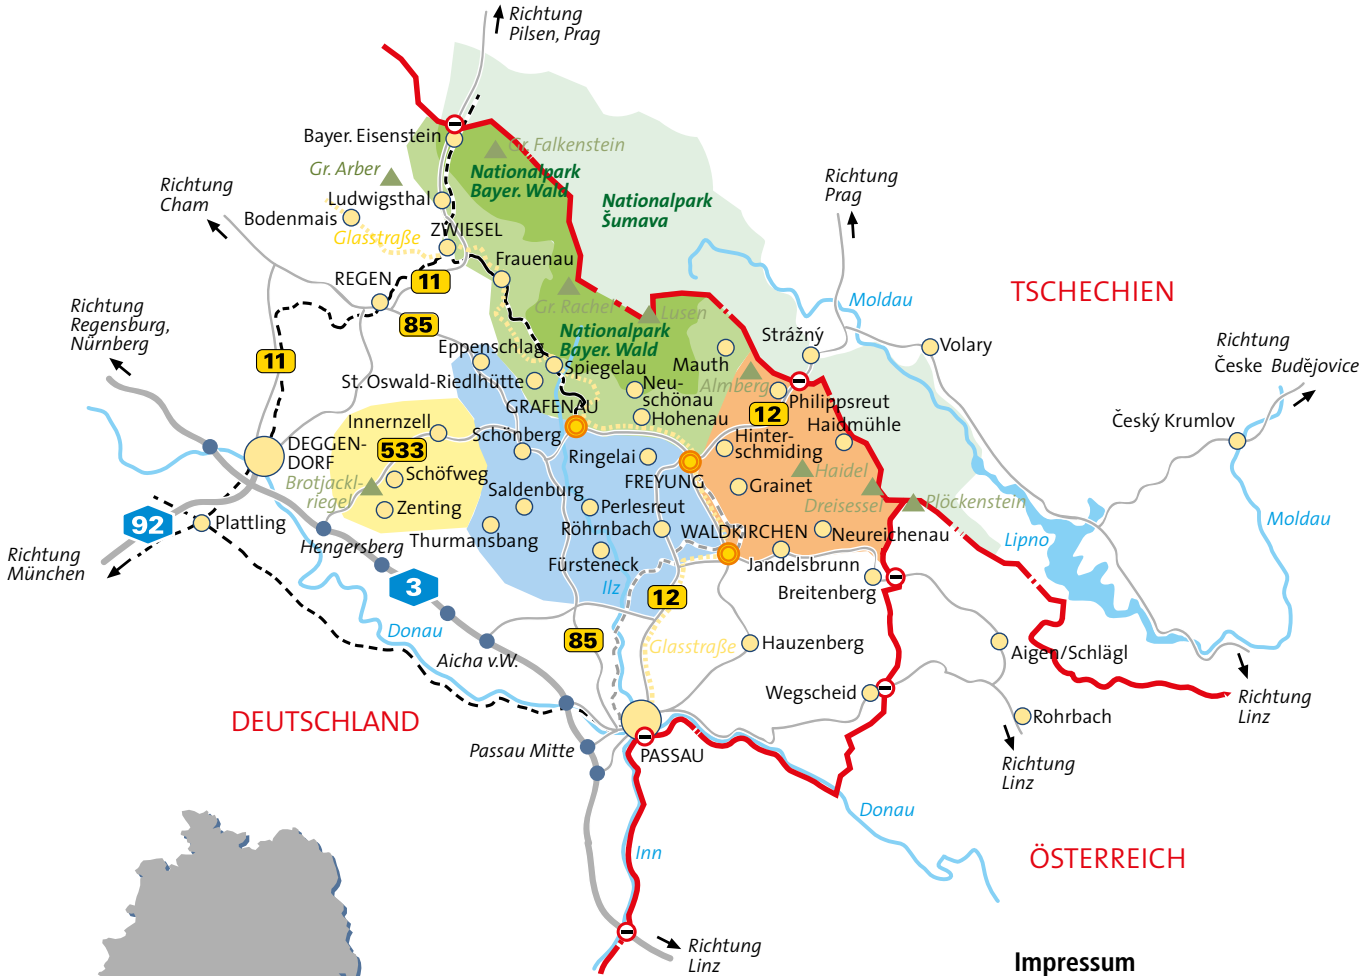 Richtung
Pilsen, Prag
Bayer. Eisenstein
Gr. Falkenstein
Gr. Arber
Nationalpark
Bayer. Wald
Richtung
Cham
Ludwigsthal
Bodenmais
Nationalpark
Šumava
Richtung
Prag
Glasstraße
ZWIESEL
Frauenau
REGEN
11
TSCHECHIEN
Moldau
Richtung
Regensburg,
Nürnberg
Gr. Rachel
Lusen
85
Nationalpark
Bayer. Wald
Strážný
Volary
Richtung
Česke Budějovice
11
Eppenschlag
Spiegelau
Mauth
St. Oswald-Riedlhütte
Neu-
schönau
Almberg
Philippsreut
GRAFENAU
Hohenau
12
Haidmühle
Český Krumlov
Innernzell
Schönberg
Hinter-
schmiding
DEGGEN-
DORF
533
Ringelai
Haidel
Brotjackl-
riegel
Schöfweg
FREYUNG
Grainet
Saldenburg
Dreisessel
Plöckenstein
Zenting
Perlesreut
92
Plattling
Röhrnbach
WALDKIRCHEN
Neureichenau
Moldau
Hengersberg
Thurmansbang
Lipno
Richtung
München
Fürsteneck
Jandelsbrunn
3
Ilz
12
Breitenberg
Donau
85
Glasstraße
Hauzenberg
Aicha v.W.
Aigen/Schlägl
Wegscheid
Richtung
Linz
DEUTSCHLAND
Rohrbach
Passau Mitte
PASSAU
Richtung
Linz
Donau
Inn
ÖSTERREICH
Richtung
Linz
Impressum